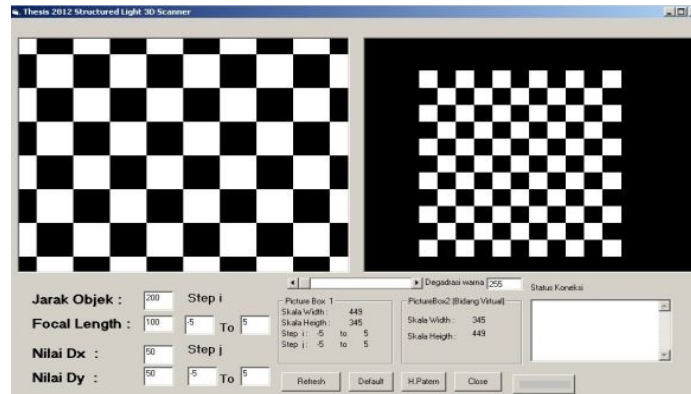 Thesis 2012 Structured Light 3D Scanner
Degadrasi warna 255
Status Koneksi
Jarak Objek : 200 Step i
Focal Length : 100 -5 To 5
Nilai Dx : 50 Step j
Nilai Dy : 50 -5 To 5
Picture Box 1
Skala Width : 449
Skala Heigth : 345
Step i : -5 to 5
Step j : -5 to 5
PictureBox2 (Bidang Virtual)
Skala Width : 345
Skala Heigth : 449
Refresh Default H.Patern Close